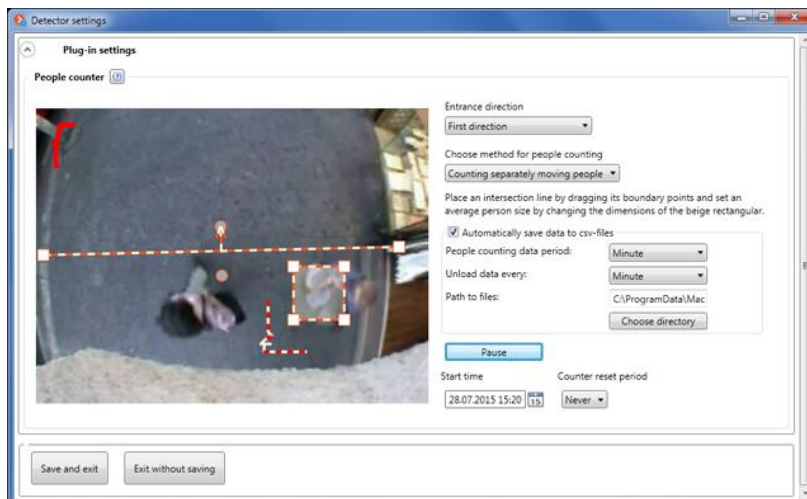 Detector settings
Plug-in settings
People counter
Entrance direction
First direction
Choose method for people counting
Counting separately moving people
Place an intersection line by dragging its boundary points and set an
average person size by changing the dimensions of the beige rectangular.
Automatically save data to csv-files
People counting data period:
Minute
Unload data every:
Minute
Path to files:
C:\ProgramData\Mac
Choose directory
Pause
Start time
Counter reset period
28.07.2015 15:20
15
Never
Save and exit
Exit without saving